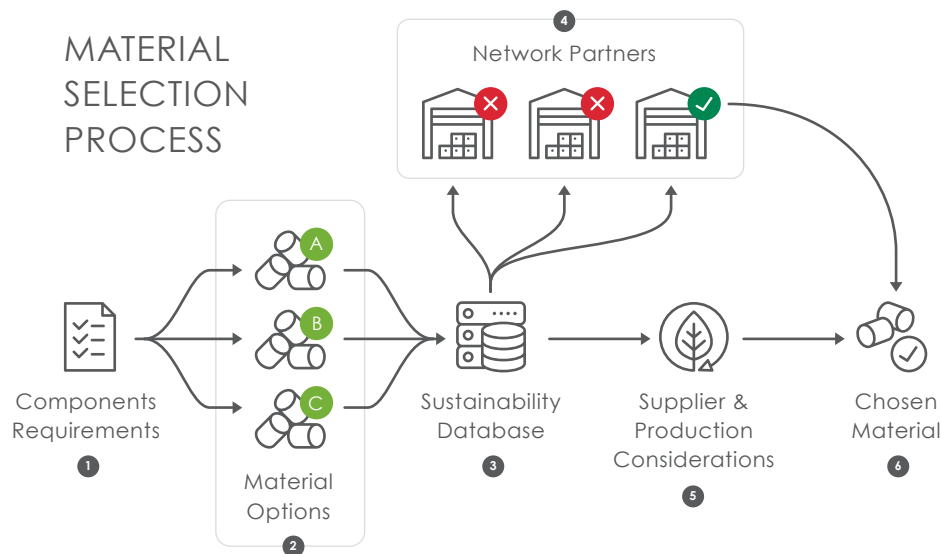 MATERIAL
SELECTION
PROCESS
4
Network Partners
A
B
C
Components
Requirements
1
Material
Options
2
Sustainability
Database
3
Supplier &
Production
Considerations
5
Chosen
Material
6